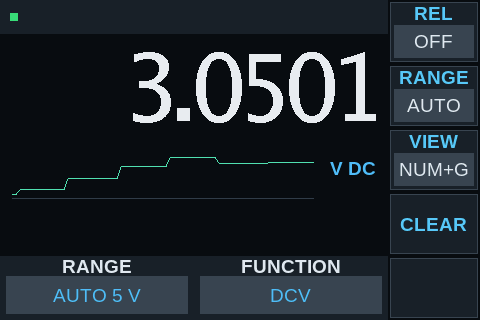 3.0501
V DC
REL
OFF
RANGE
AUTO
VIEW
NUM+G
CLEAR
RANGE
AUTO 5 V
FUNCTION
DCV